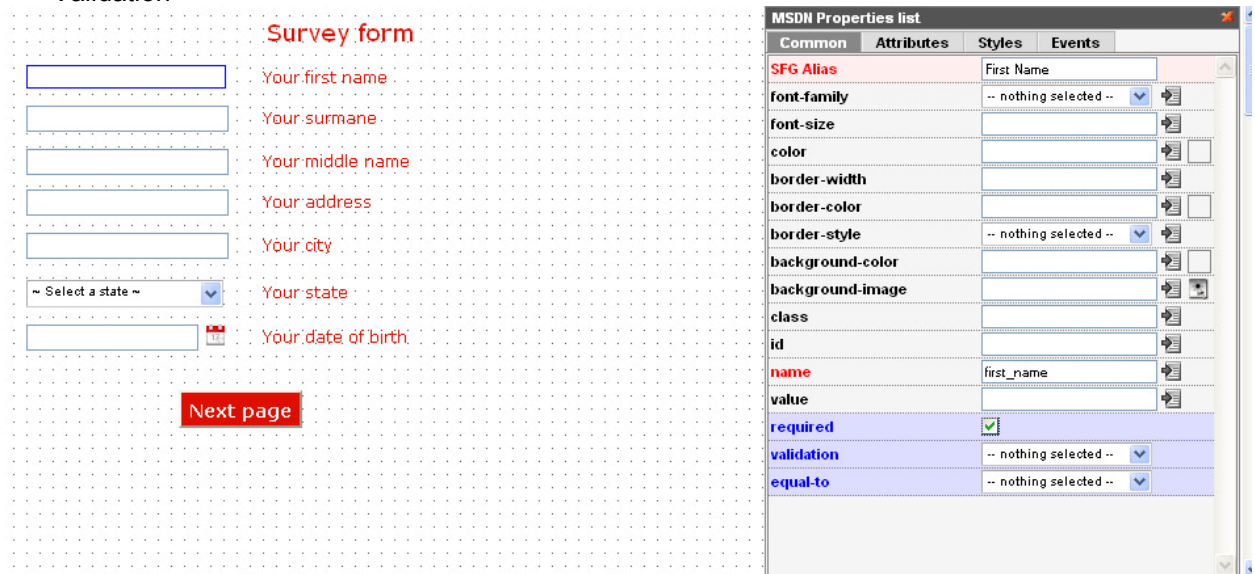 validation
Survey form
Your first name
Your surmane
Your middle name
Your address
Your city
~ Select a state ~
Your state
12
Your date of birth
Next page
MSDN Properties list
Common Attributes Styles Events
SFG Alias First Name
font-family -- nothing selected --
font-size
color
border-width
border-color
border-style -- nothing selected --
background-color
background-image
class
id
name first_name
value
required
validation -- nothing selected --
equal-to -- nothing selected --